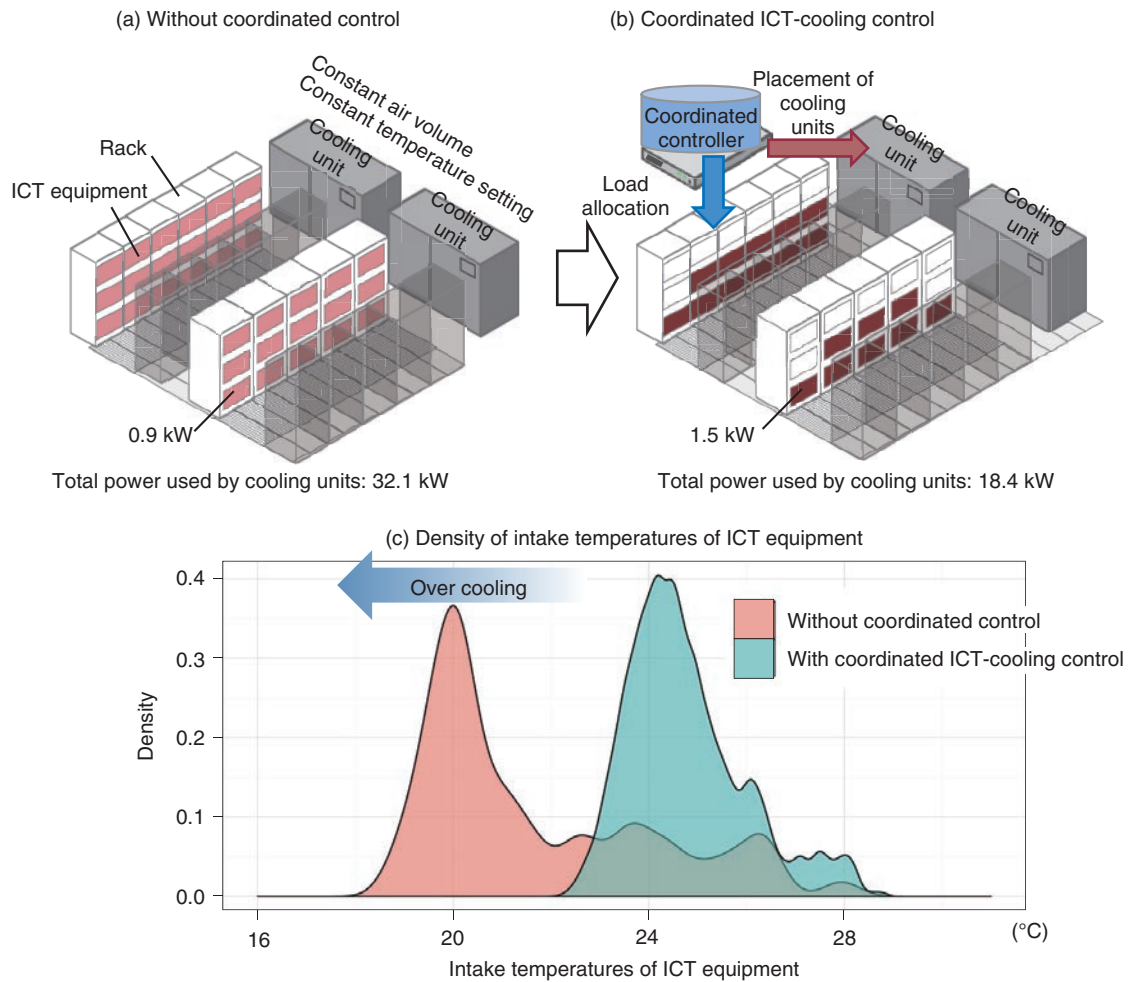 (a) Without coordinated control
(b) Coordinated ICT-cooling control
Constant air volume
Constant temperature setting
Cooling
unit
Cooling
unit
Rack
ICT equipment
0.9 kW
Total power used by cooling units: 32.1 kW
Coordinated
controller
Placement of
cooling
units
Load
allocation
Cooling
unit
Cooling
unit
1.5 kW
Total power used by cooling units: 18.4 kW
(c) Density of intake temperatures of ICT equipment
Over cooling
Without coordinated control
With coordinated ICT-cooling control
Density
0.4
0.3
0.2
0.1
0.0
16
20
24
28
(°C)
Intake temperatures of ICT equipment